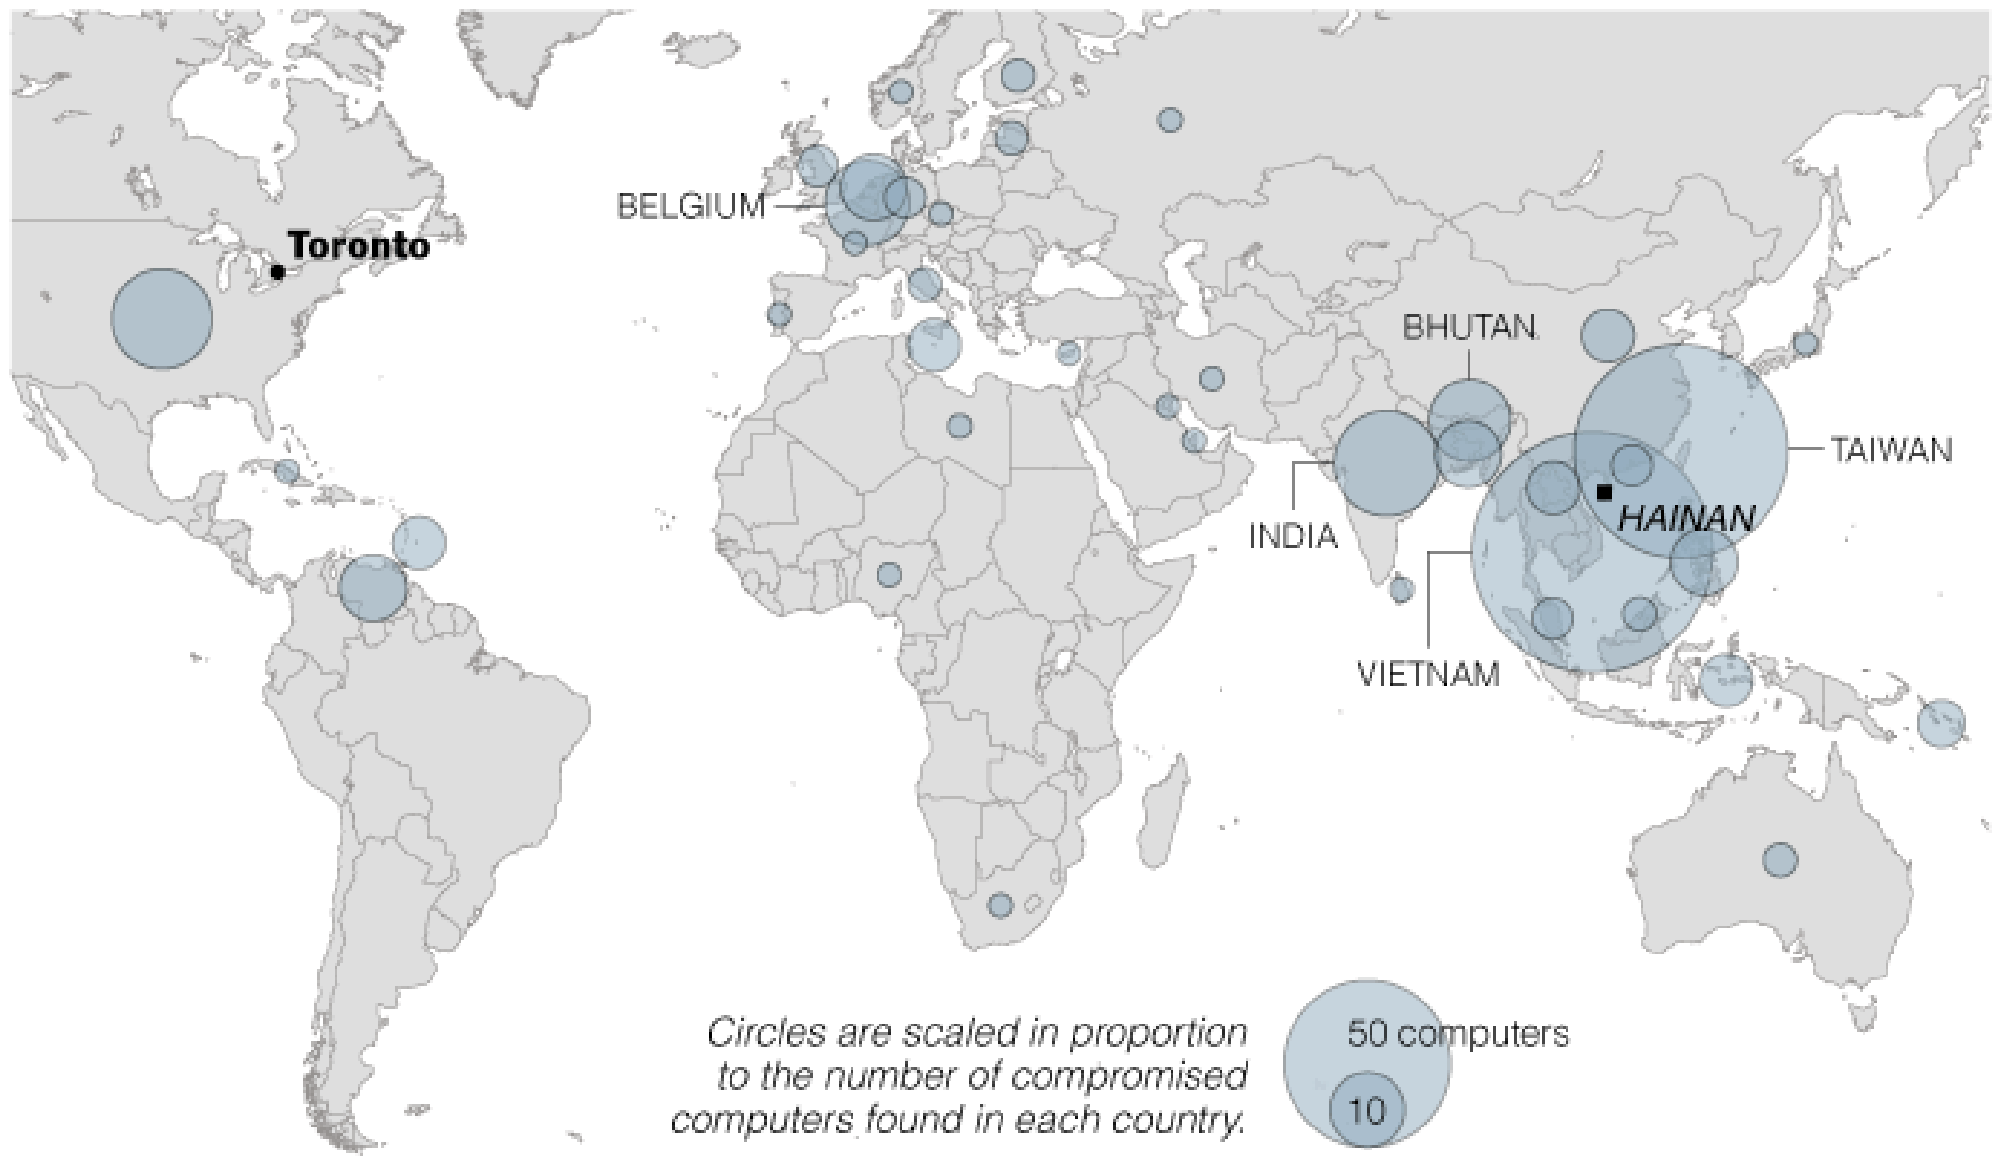 BELGIUM
Toronto
BHUTAN
TAIWAN
HAINAN
INDIA
VIETNAM
Circles are scaled in proportion
to the number of compromised
computers found in each country.
50 computers
10